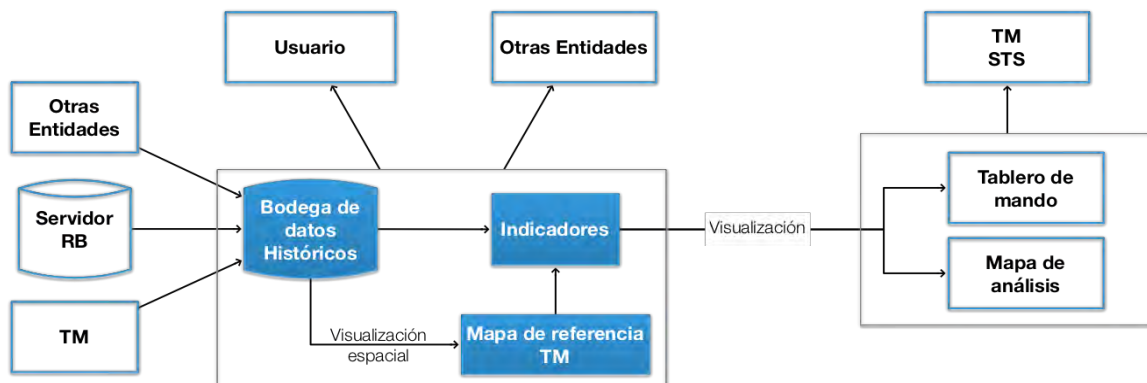 Usuario
Otras Entidades
TM
STS
Otras
Entidades
Servidor
RB
TM
Bodega de
datos
Históricos
Indicadores
Visualización
espacial
Mapa de referencia
TM
Visualización
Tablero de
mando
Mapa de
análisis